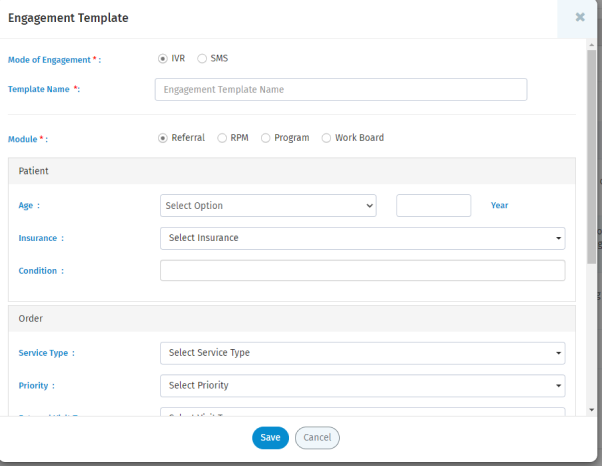 Engagement Template
Mode of Engagement * : IVR SMS
Template Name *: Engagement Template Name
Module * : Referral RPM Program Work Board
Patient
Age : Select Option Year
Insurance : Select Insurance
Condition :
Order
Service Type : Select Service Type
Priority : Select Priority
Save Cancel